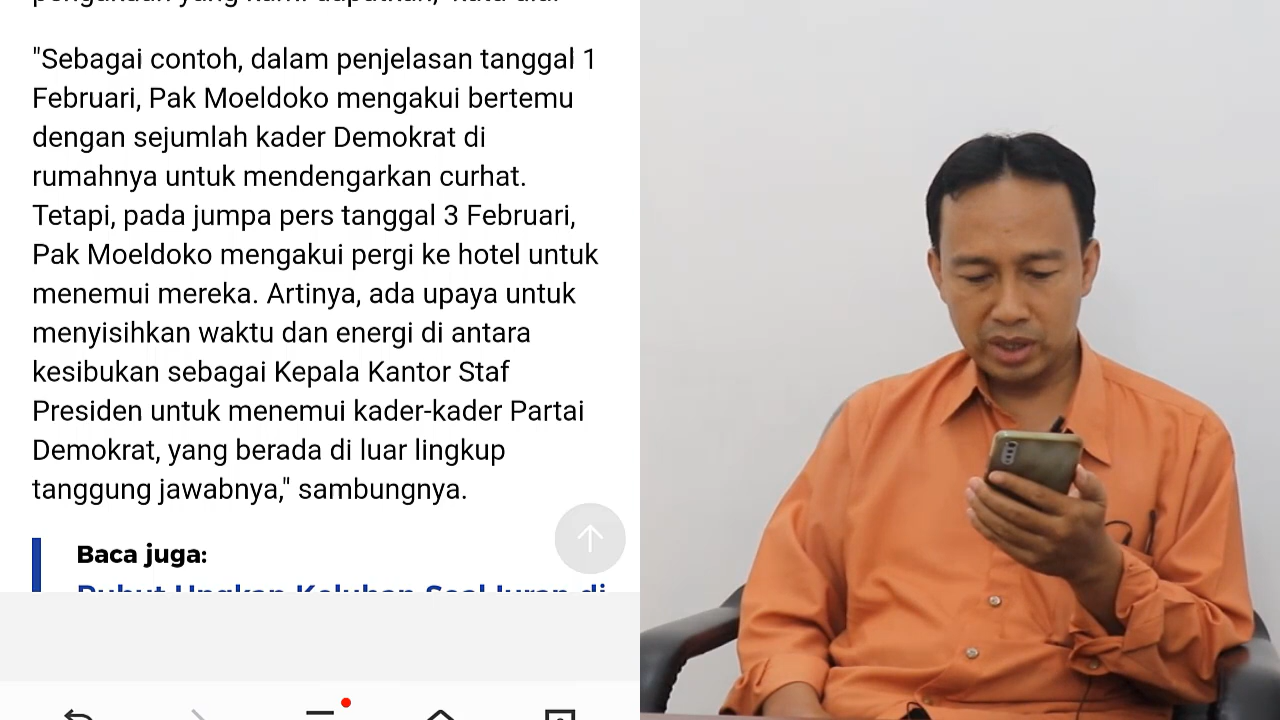 "Sebagai contoh, dalam penjelasan tanggal 1
Februari, Pak Moeldoko mengakui bertemu
dengan sejumlah kader Demokrat di
rumahnya untuk mendengarkan curhat.
Tetapi, pada jumpa pers tanggal 3 Februari,
Pak Moeldoko mengakui pergi ke hotel untuk
menemui mereka. Artinya, ada upaya untuk
menyisihkan waktu dan energi di antara
kesibukan sebagai Kepala Kantor Staf
Presiden untuk menemui kader-kader Partai
Demokrat, yang berada di luar lingkup
tanggung jawabnya," sambungnya.
Baca juga: